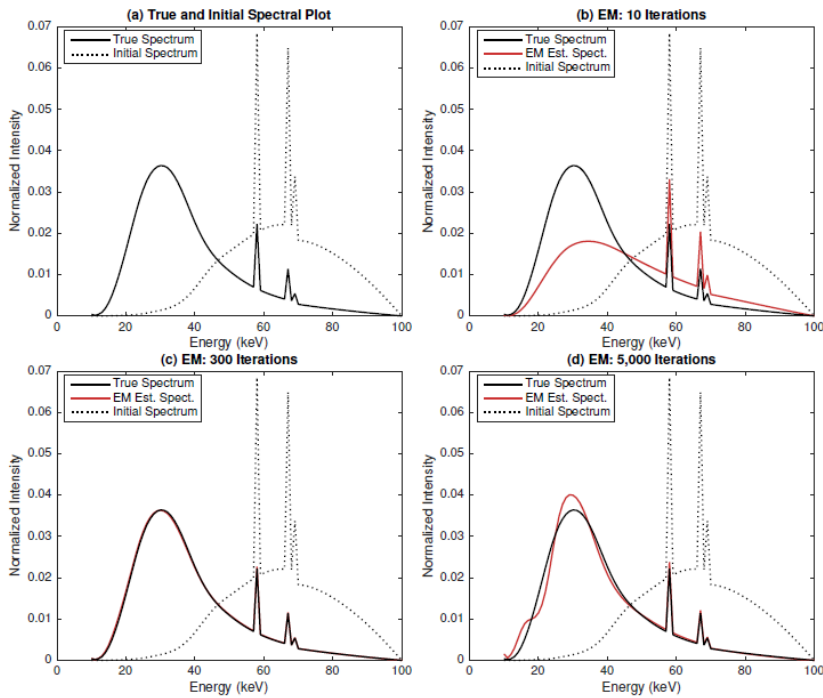 (a) True and Initial Spectral Plot
0.07
0.06
0.05
0.04
0.03
0.02
0.01
0
Normalized Intensity
True Spectrum
Initial Spectrum
0 20 40 60 80 100
Energy (keV)
(b) EM: 10 Iterations
0.07
0.06
0.05
0.04
0.03
0.02
0.01
0
Normalized Intensity
True Spectrum
EM Est. Spect.
Initial Spectrum
0 20 40 60 80 100
Energy (keV)
(c) EM: 300 Iterations
0.07
0.06
0.05
0.04
0.03
0.02
0.01
0
Normalized Intensity
True Spectrum
EM Est. Spect.
Initial Spectrum
0 20 40 60 80 100
Energy (keV)
(d) EM: 5,000 Iterations
0.07
0.06
0.05
0.04
0.03
0.02
0.01
0
Normalized Intensity
True Spectrum
EM Est. Spect.
Initial Spectrum
0 20 40 60 80 100
Energy (keV)